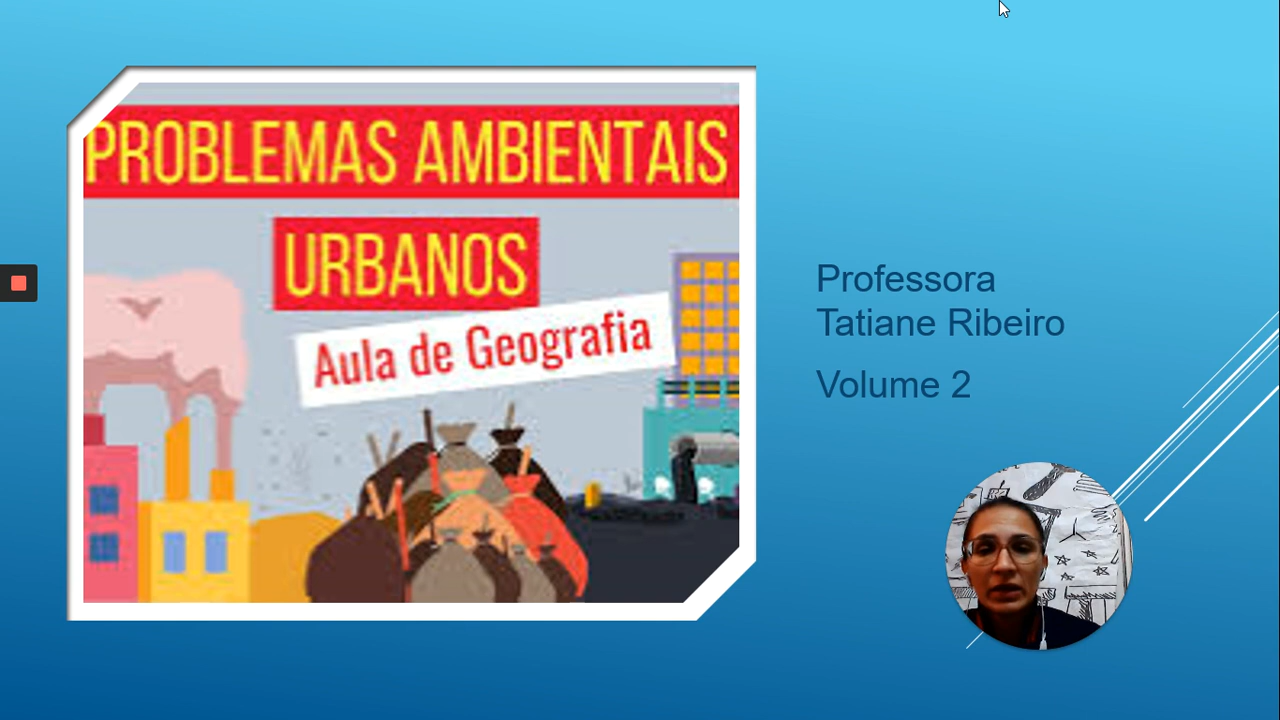 PROBLEMAS AMBIENTAIS
URBANOS
Aula de Geografia
Professora
Tatiane Ribeiro
Volume 2